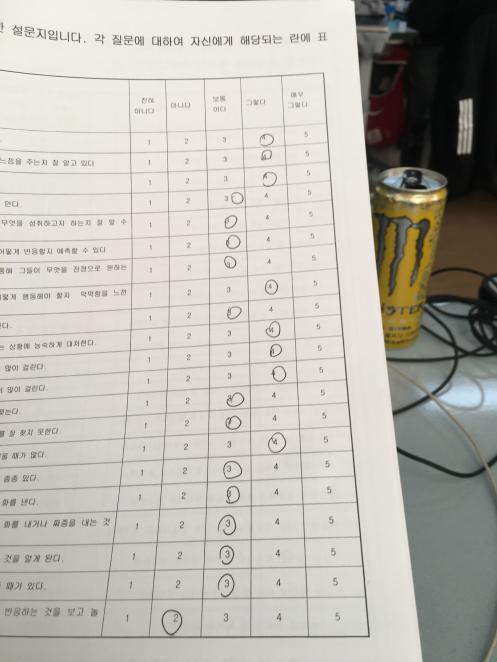 설문지입니다. 각 질문에 대하여 자신에게 해당되는 란에 표
전혀 아니다 아니다 보통이다 그렇다 매우 그렇다
1 2 3 4 5
느낌을 주는지 잘 알고 있다 1 2 3 4 5
1 2 3 4 5
만다. 1 2 3 4 5
무엇을 성취하고자 하는지 잘 알 수 1 2 3 4 5
어떻게 반응할지 예측할 수 있다 1 2 3 4 5
통해 그들이 무엇을 진정으로 원하는 1 2 3 4 5
어떻게 행동해야 할지 막막함을 느낀 1 2 3 4 5
1 2 3 4 5
는 상황에 능숙하게 대처한다. 1 2 3 4 5
많이 걸린다. 1 2 3 4 5
많이 걸린다. 1 2 3 4 5
1 2 3 4 5
를 잘 찾지 못한다. 1 2 3 4 5
때가 많다. 1 2 3 4 5
종종 있다. 1 2 3 4 5
화를 낸다. 1 2 3 4 5
화를 내거나 짜증을 내는 것 1 2 3 4 5
것을 알게 된다. 1 2 3 4 5
때가 있다. 1 2 3 4 5
반응하는 것을 보고 놀 1 2 3 4 5